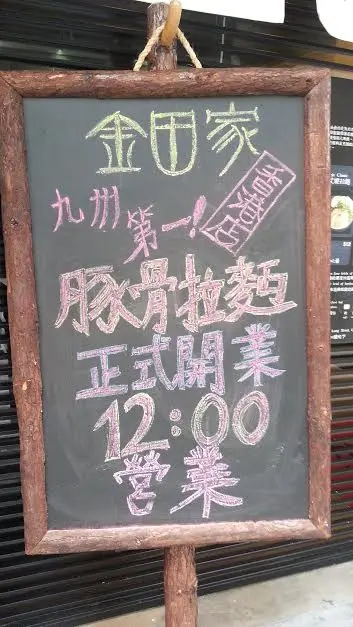 金田家
香港店
九州第一!
豚骨拉麵
正式開業
12:00
營業